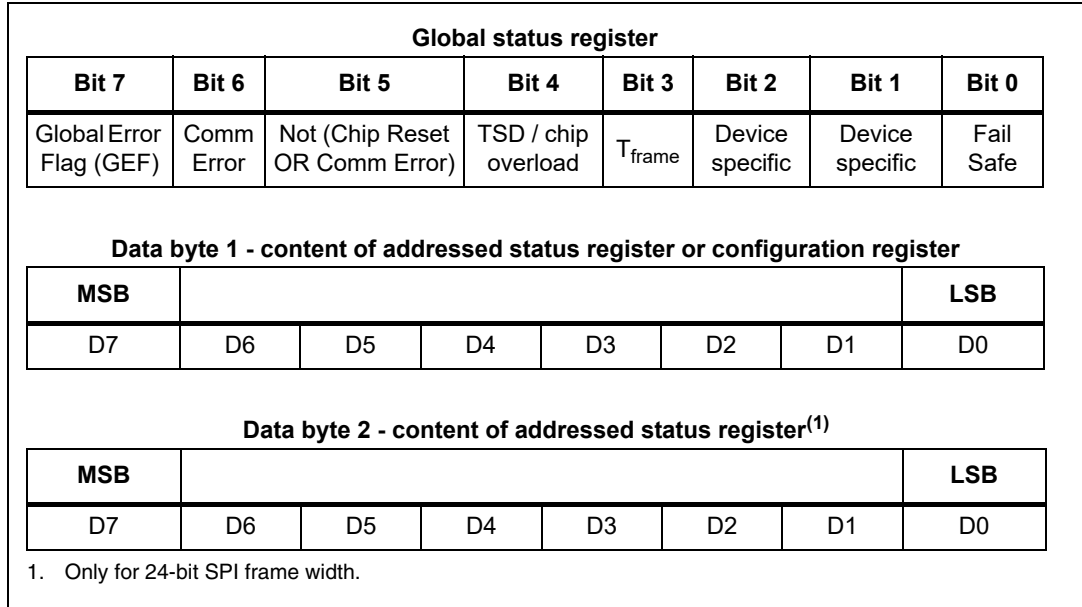 Global status register
Bit 7 Bit 6 Bit 5 Bit 4 Bit 3 Bit 2 Bit 1 Bit 0
Global Error Comm Not (Chip Reset TSD / chip Tframe Device Device Fail
Flag (GEF) Error OR Comm Error) overload specific specific Safe
Data byte 1 - content of addressed status register or configuration register
MSB LSB
D7 D6 D5 D4 D3 D2 D1 D0
Data byte 2 - content of addressed status register(1)
MSB LSB
D7 D6 D5 D4 D3 D2 D1 D0
1. Only for 24-bit SPI frame width.